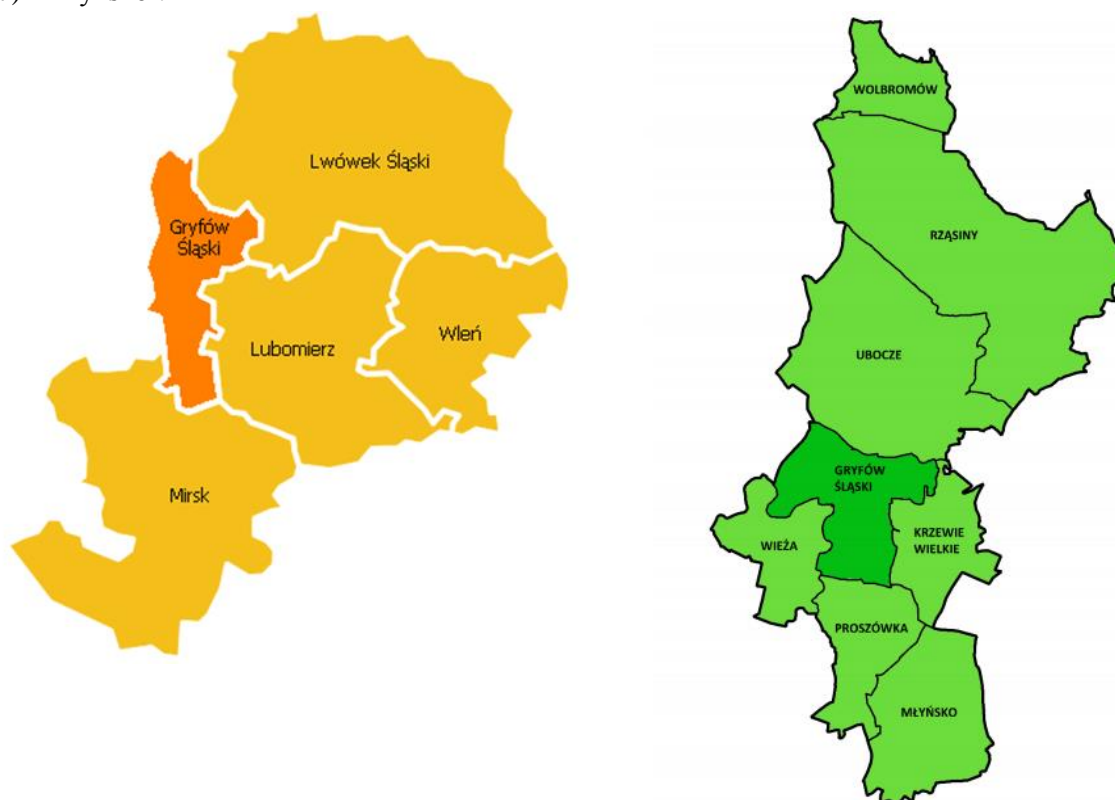 Lwówek Śląski
Gryfów
Śląski
Lubomierz
Wleń
Mirsk
WOLBROMÓW
RZĄSINY
UBOCZE
GRYFÓW
ŚLĄSKI
WIEŻA
KRZEWIE
WIELKIE
PROSZÓWKA
MŁYŃSKO